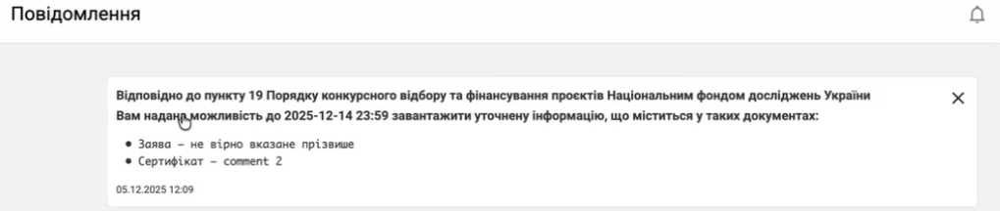 Повідомлення
Відповідно до пункту 19 Порядку конкурсного відбору та фінансування проєктів Національним фондом досліджень України
Вам надана можливість до 2025-12-14 23:59 завантажити уточнену інформацію, що міститься у таких документах:
• Заява – не вірно вказане прізвише
• Сертифікат – comment 2
05.12.2025 12:09